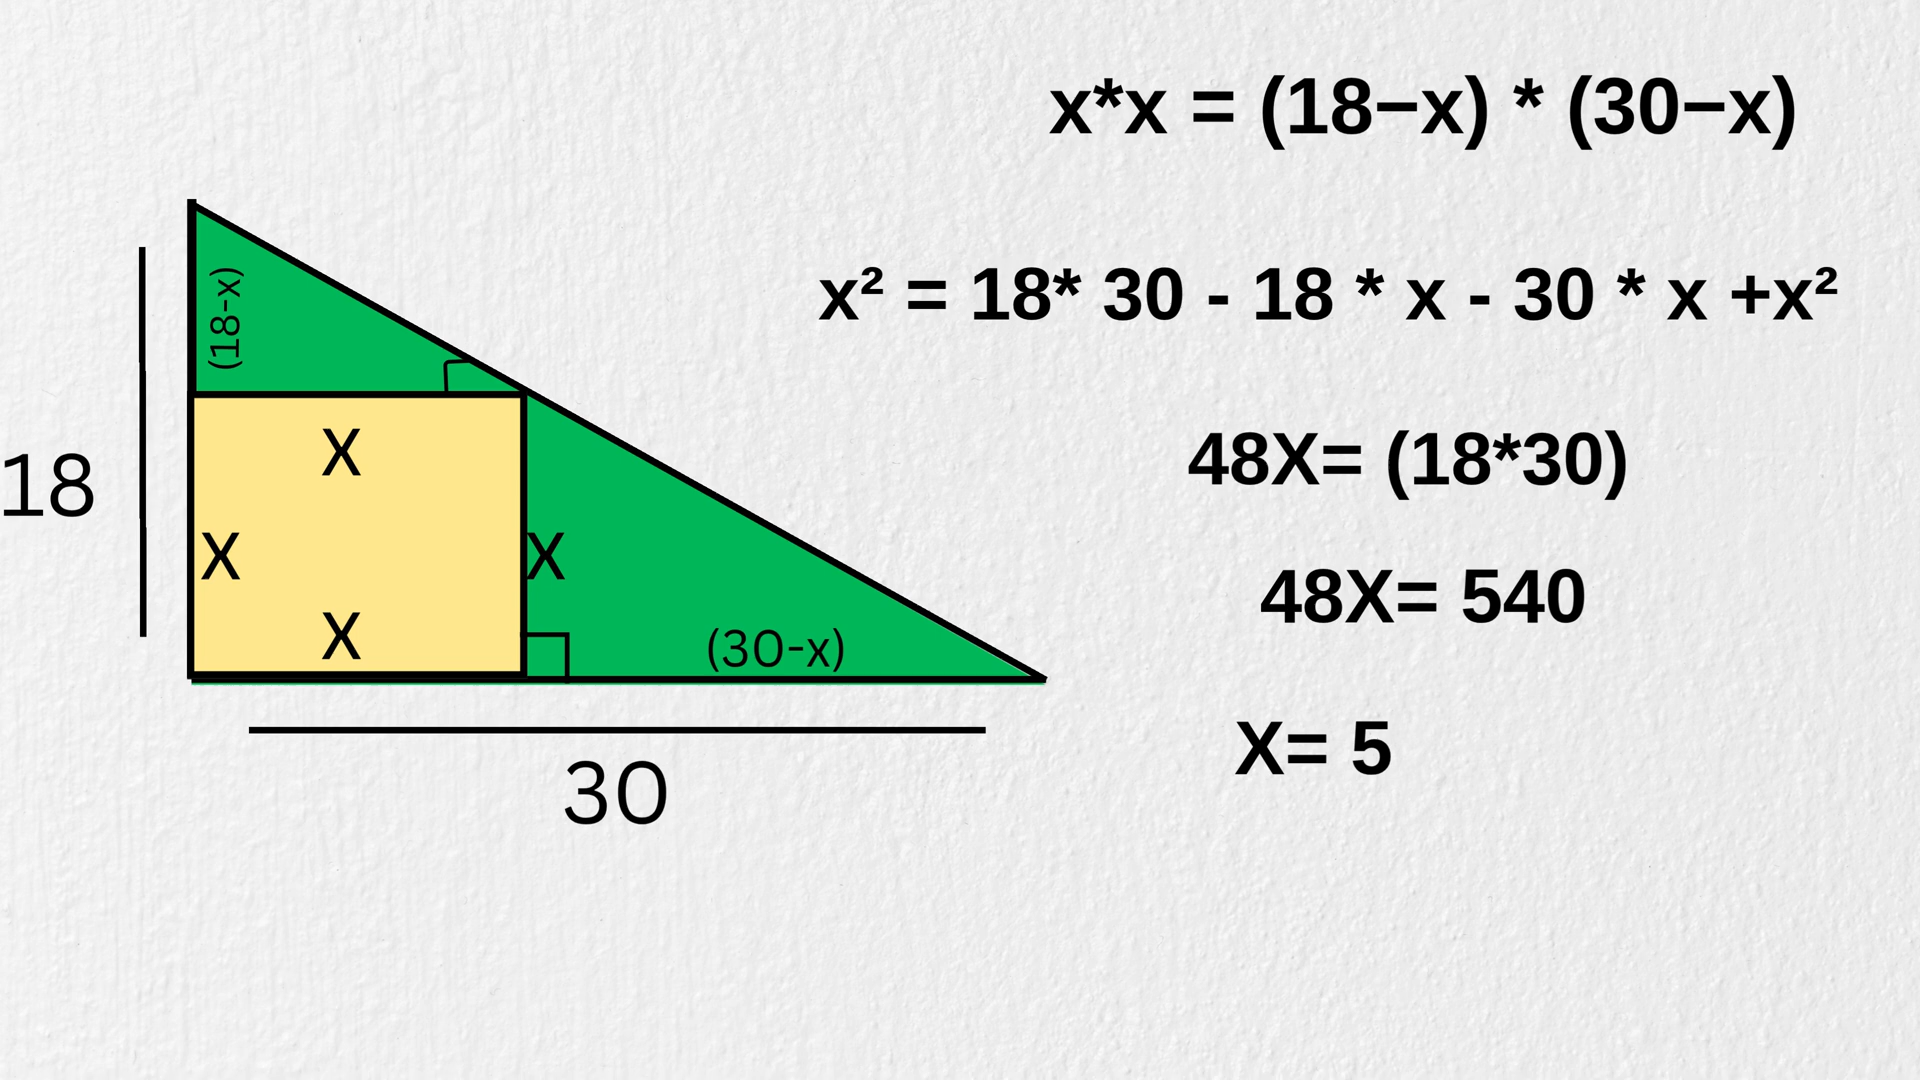 x*x = (18−x) * (30−x)
x² = 18* 30 - 18 * x - 30 * x +x²
48X= (18*30)
48X= 540
X= 5
18
(18-x)
x
x
x
x
(30-x)
30